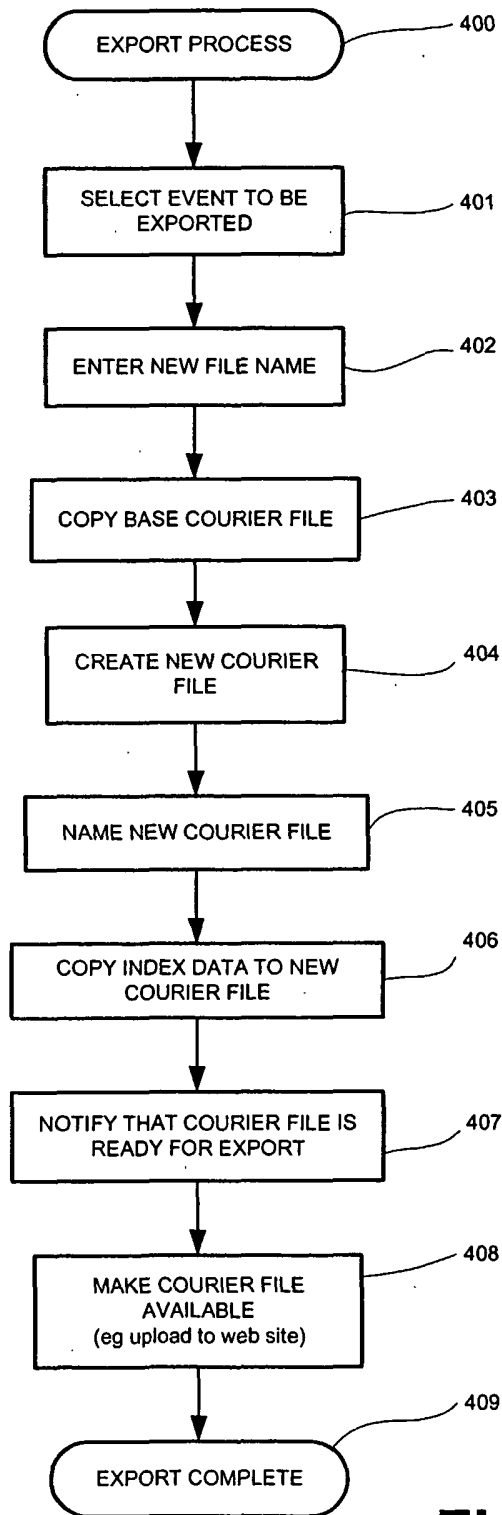 EXPORT PROCESS
400
SELECT EVENT TO BE
EXPORTED
401
ENTER NEW FILE NAME
402
COPY BASE COURIER FILE
403
CREATE NEW COURIER
FILE
404
NAME NEW COURIER FILE
405
COPY INDEX DATA TO NEW
COURIER FILE
406
NOTIFY THAT COURIER FILE IS
READY FOR EXPORT
407
MAKE COURIER FILE
AVAILABLE
(eg upload to web site)
408
EXPORT COMPLETE
409